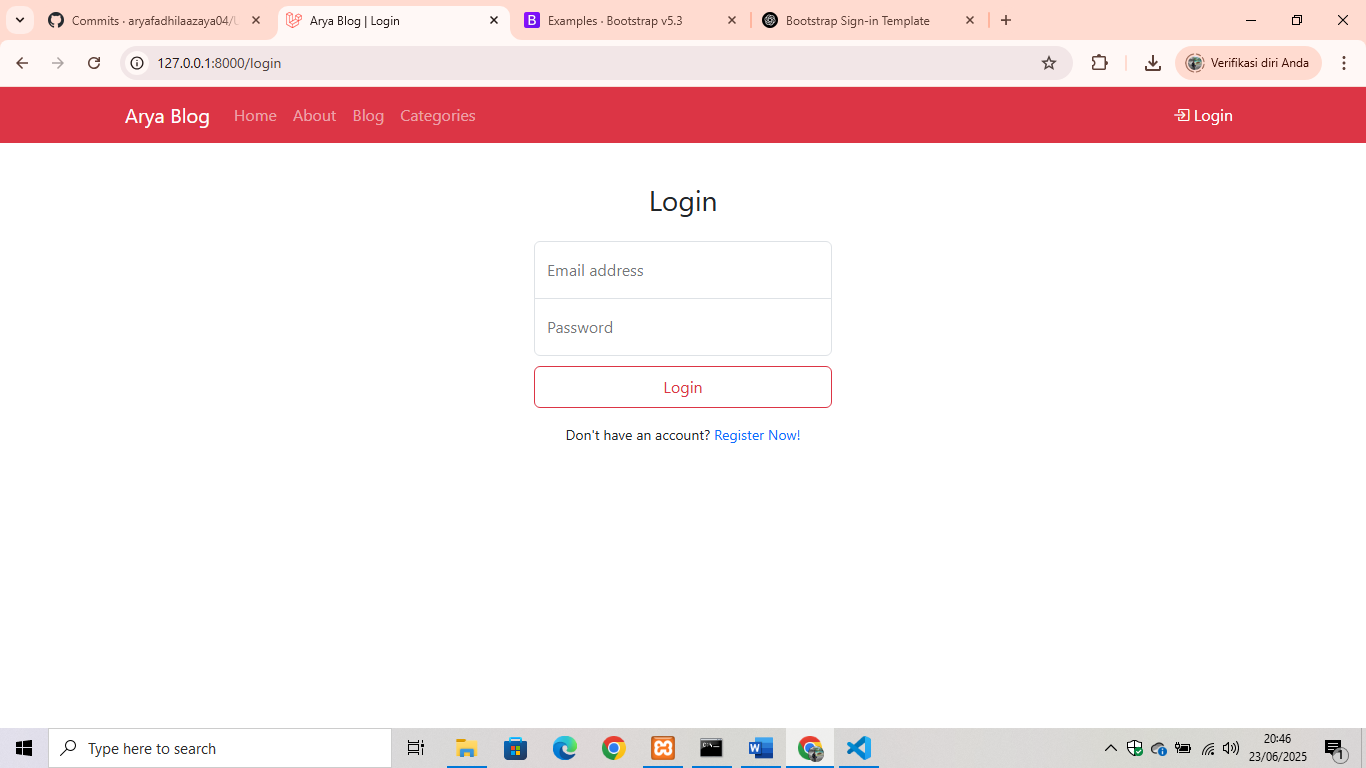 Commits · aryafadhilaazaya04/U
Arya Blog | Login
Examples · Bootstrap v5.3
Bootstrap Sign-in Template
127.0.0.1:8000/login
Verifikasi diri Anda
Arya Blog Home About Blog Categories Login
Login
Email address
Password
Login
Don't have an account? Register Now!
Type here to search
20:46
23/06/2025
1